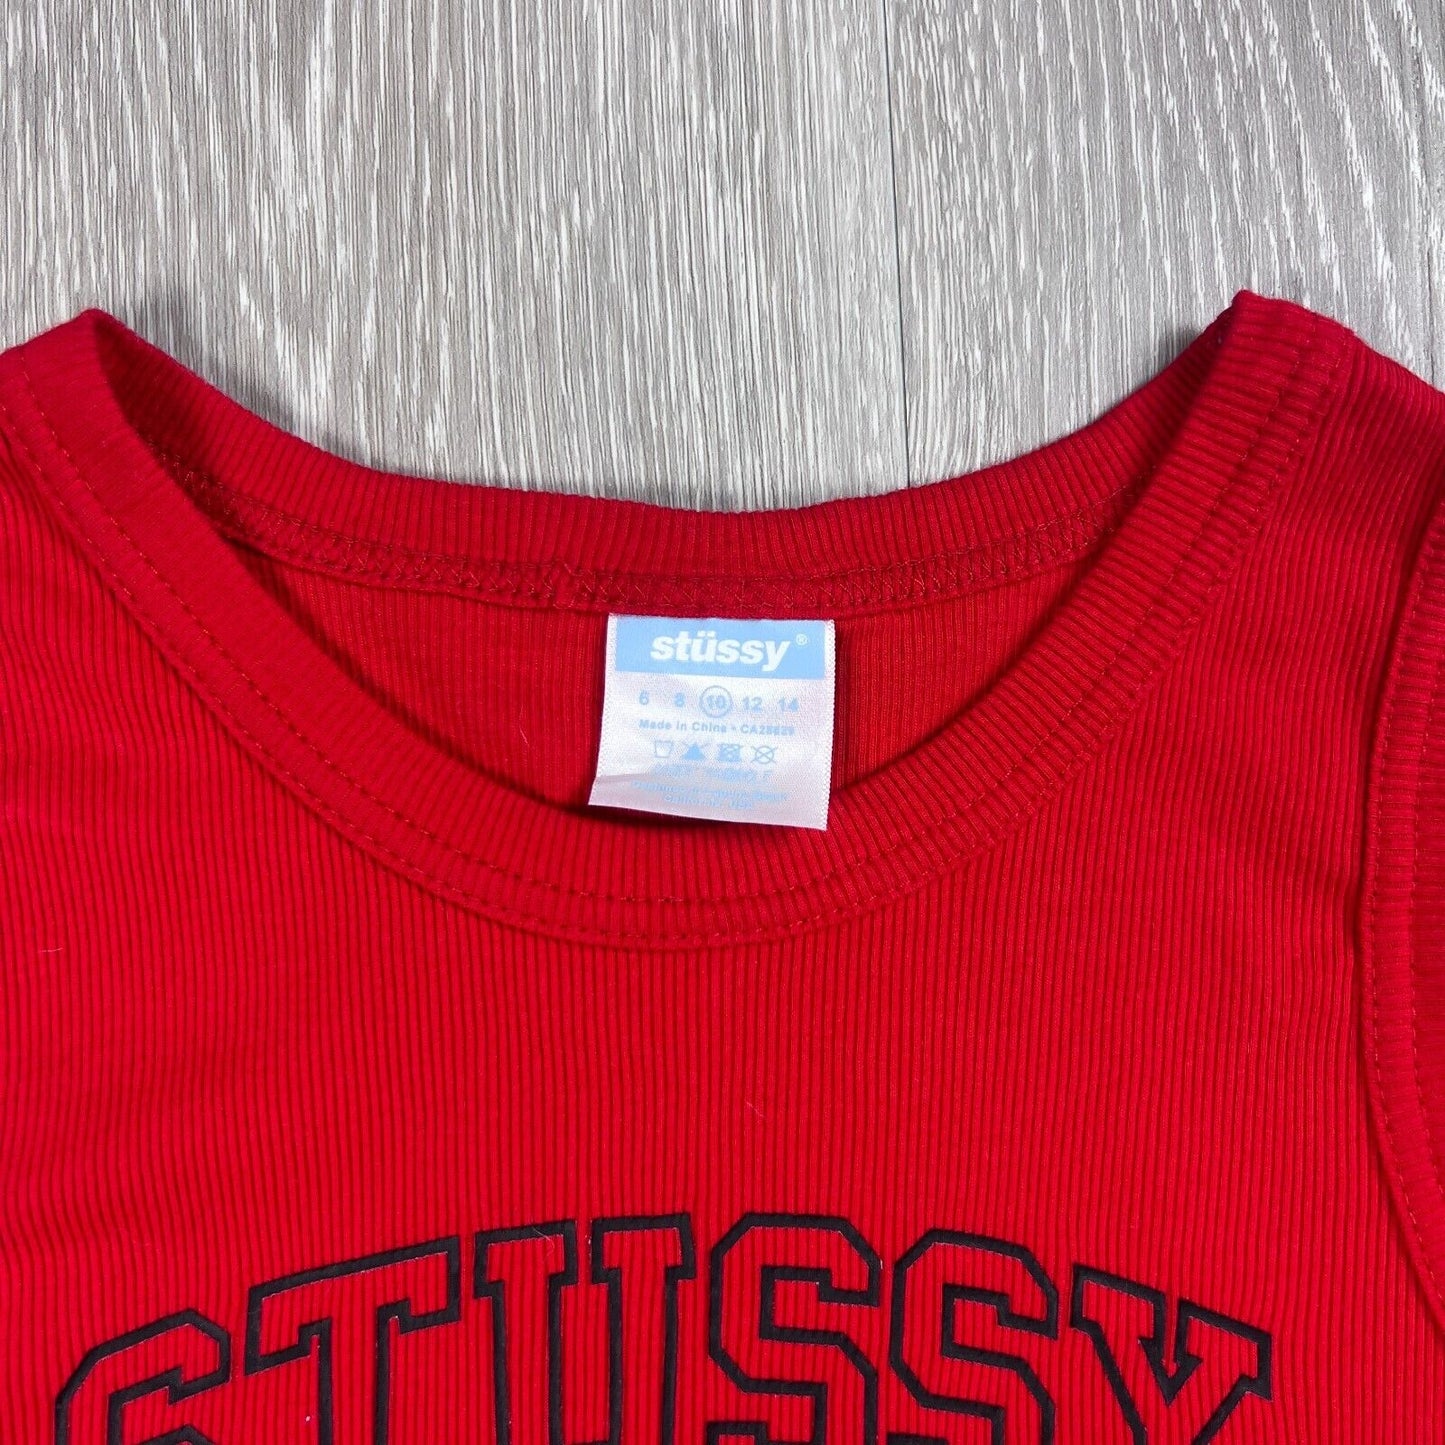 stüssy®
6 8 10 12 14
Made in China • CA28629
STUSSY